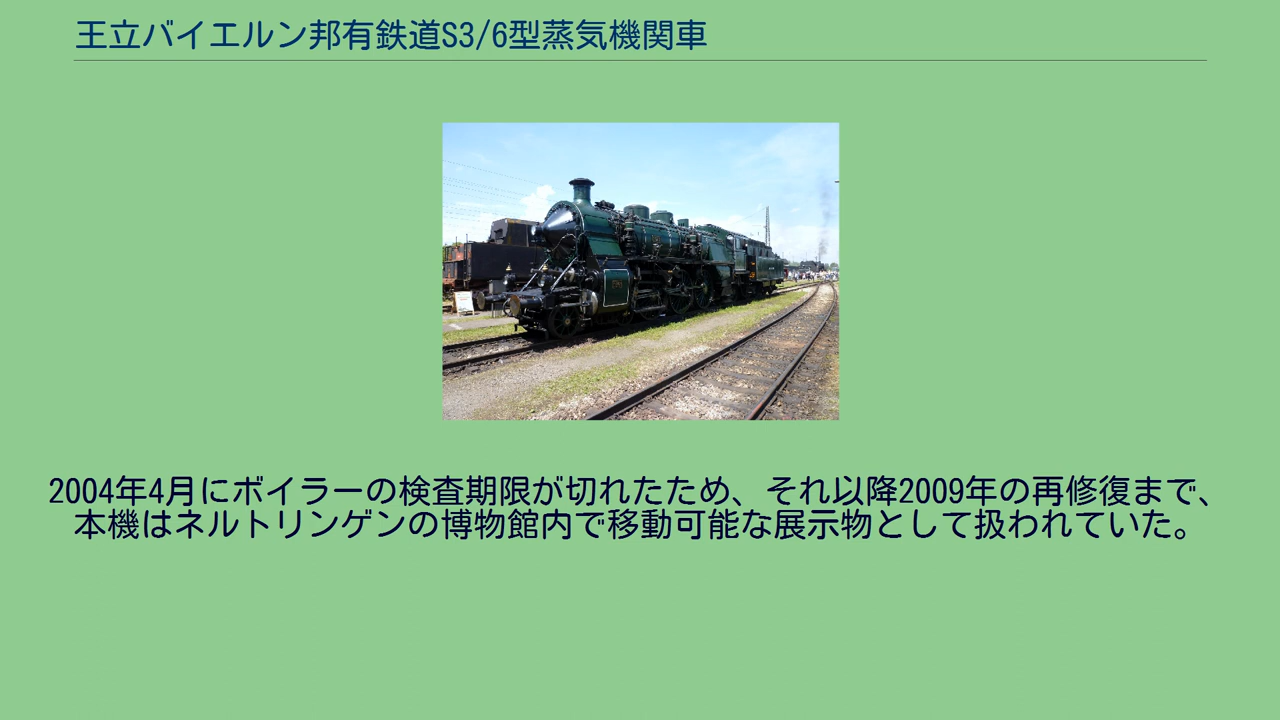 王立バイエルン邦有鉄道S3/6型蒸気機関車
2004年4月にボイラーの検査期限が切れたため、それ以降2009年の再修復まで、
本機はネルトリンゲンの博物館内で移動可能な展示物として扱われていた。